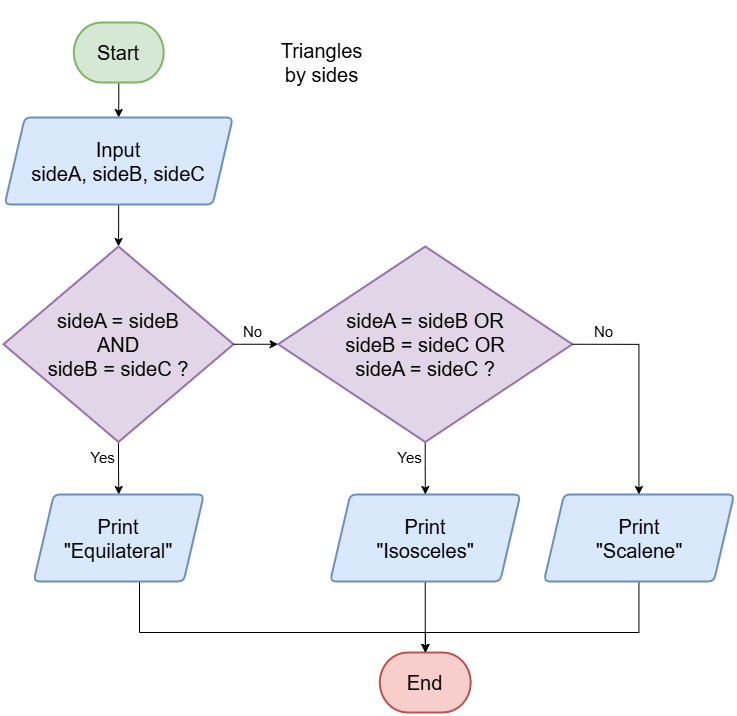 Start
Triangles
by sides
Input
sideA, sideB, sideC
sideA = sideB
AND
sideB = sideC ?
No
sideA = sideB OR
sideB = sideC OR
sideA = sideC ?
No
Yes
Yes
Print
"Equilateral"
Print
"Isosceles"
Print
"Scalene"
End